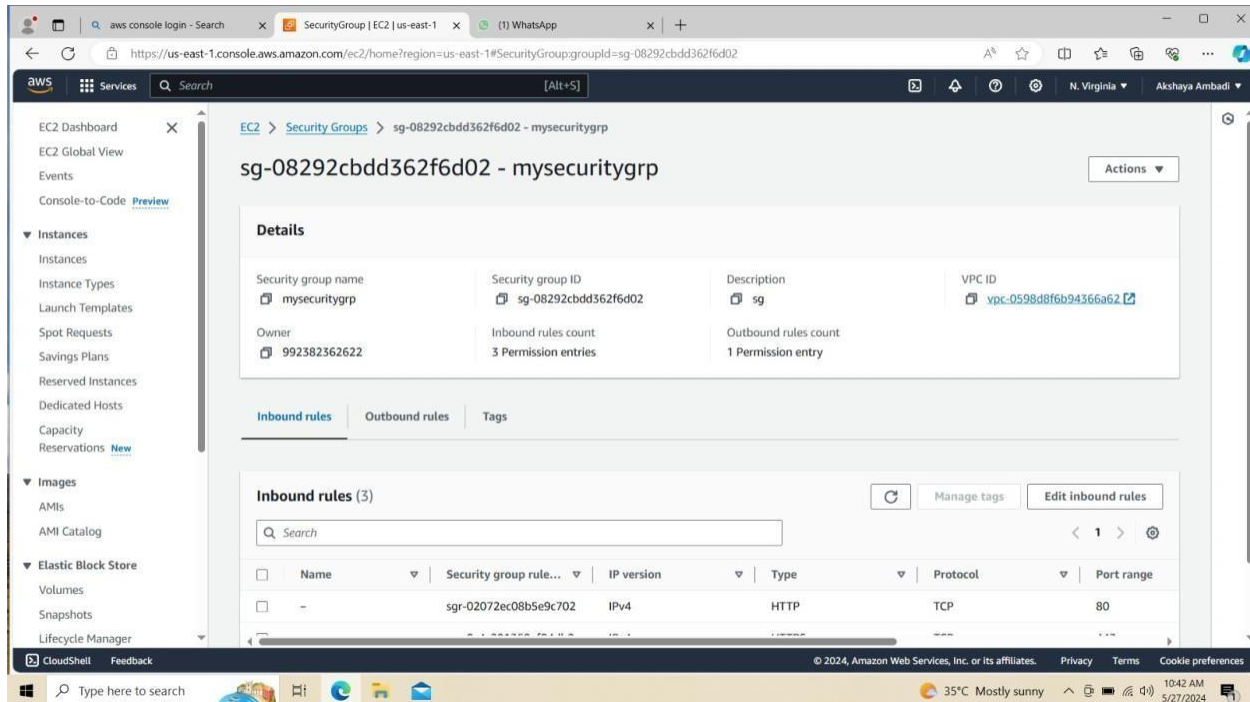 aws console login - Search
SecurityGroup | EC2 | us-east-1
(1) WhatsApp
https://us-east-1.console.aws.amazon.com/ec2/home?region=us-east-1#SecurityGroup:groupId=sg-08292cbdd362f6d02
aws Services Search [Alt+S] N. Virginia Akshaya Ambadi
EC2 Dashboard
EC2 Global View
Events
Console-to-Code Preview
Instances
Instances
Instance Types
Launch Templates
Spot Requests
Savings Plans
Reserved Instances
Dedicated Hosts
Capacity
Reservations New
Images
AMIs
AMI Catalog
Elastic Block Store
Volumes
Snapshots
Lifecycle Manager
EC2 > Security Groups > sg-08292cbdd362f6d02 - mysecuritygrp
sg-08292cbdd362f6d02 - mysecuritygrp
Actions
Details
Security group name Security group ID Description VPC ID
mysecuritygrp sg-08292cbdd362f6d02 sg vpc-0598d8f6b94366a62
Owner Inbound rules count Outbound rules count
992382362622 3 Permission entries 1 Permission entry
Inbound rules Outbound rules Tags
Inbound rules (3) Manage tags Edit inbound rules
Search 1
Name Security group rule... IP version Type Protocol Port range
- sgr-02072ec08b5e9c702 IPv4 HTTP TCP 80
CloudShell Feedback © 2024, Amazon Web Services, Inc. or its affiliates. Privacy Terms Cookie preferences
Type here to search 35°C Mostly sunny 10:42 AM
5/27/2024